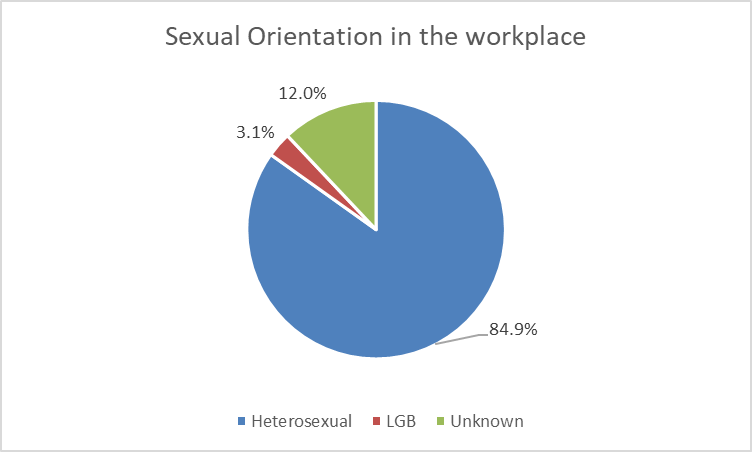 Sexual Orientation in the workplace
12.0%
3.1%
84.9%
Heterosexual LGB Unknown